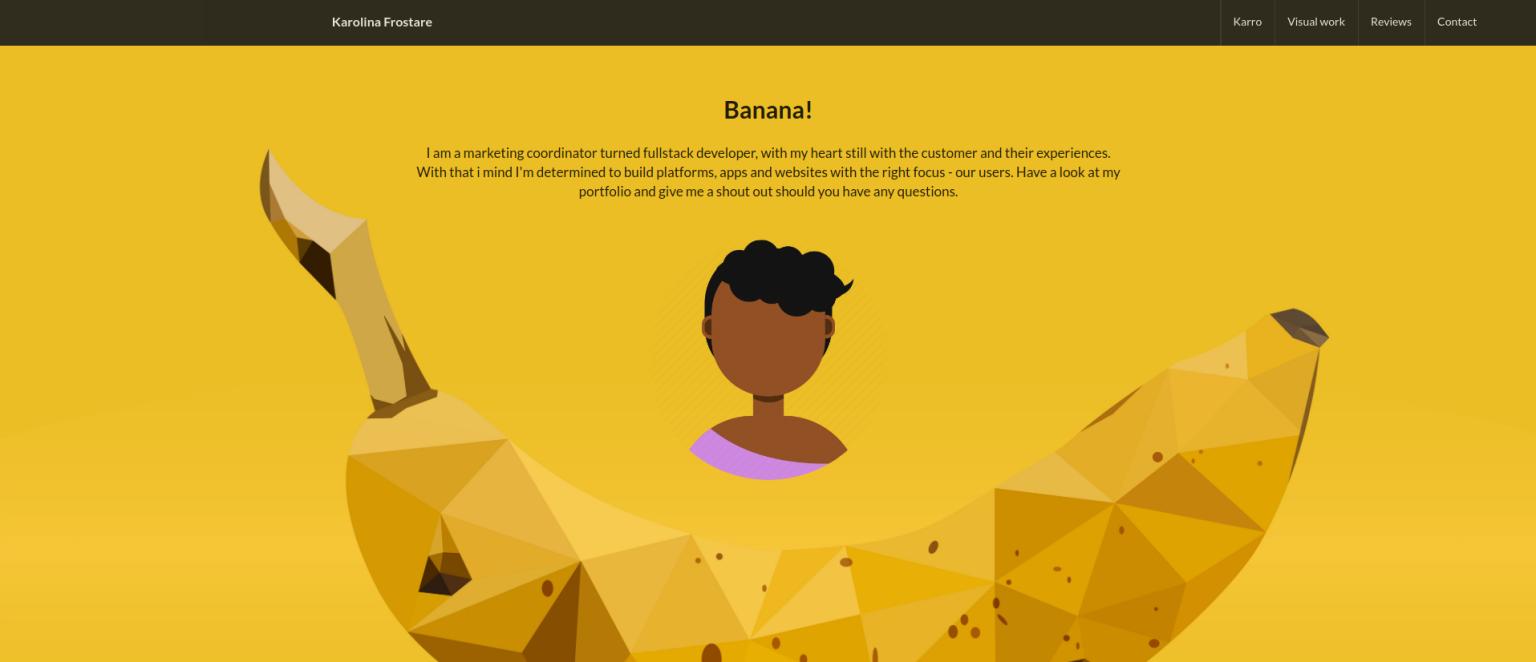 Karolina Frostare
Karro
Visual work
Reviews
Contact
Banana!
I am a marketing coordinator turned fullstack developer, with my heart still with the customer and their experiences.
With that i mind I'm determined to build platforms, apps and websites with the right focus - our users. Have a look at my
portfolio and give me a shout out should you have any questions.